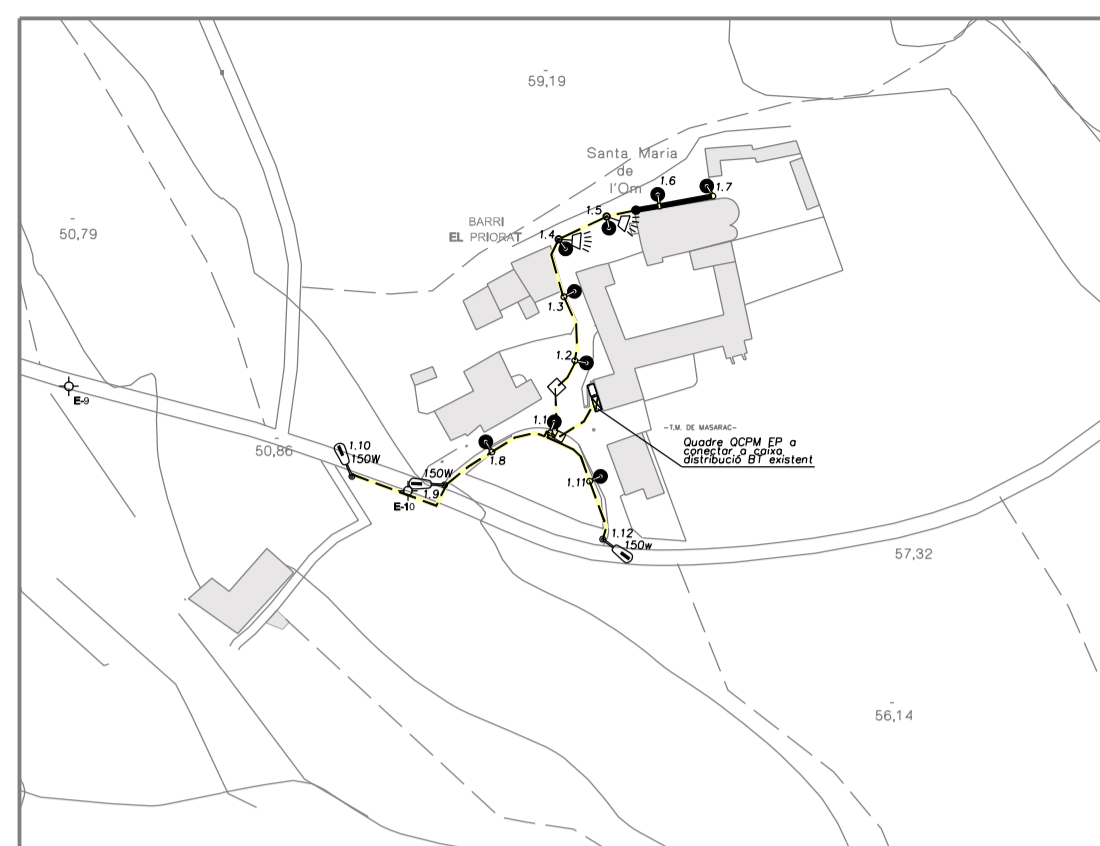 59,19
Santa Maria
de
l'Om
1.6
1.7
1.5
BARRI
EL PRIORAT
1.4
50,79
1.3
1.2
E-9
1.1
-T.M. DE MASARAC-
Quadre QCPM EP a
conectar a caixa
distribució BT existent
1.10
150W
50,86
1.8
150W
1.9
E-10
1.11
1.12
150w
57,32
56,14